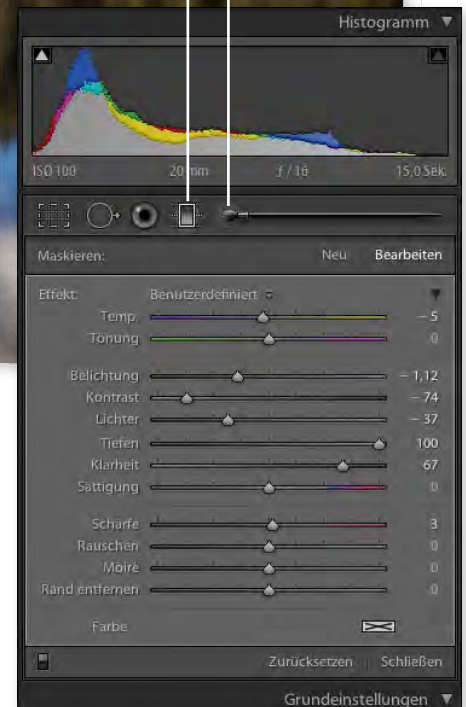 Histogramm
ISO 100 20 mm ƒ / 16 15,0 Sek.
Maskieren: Neu Bearbeiten
Effekt: Benutzerdefiniert
Temp. – 5
Tönung 0
Belichtung – 1,12
Kontrast – 74
Lichter – 37
Tiefen 100
Klarheit 67
Sättigung 0
Schärfe 3
Rauschen 0
Moiré 0
Rand entfernen 0
Farbe
Zurücksetzen Schließen
Grundeinstellungen